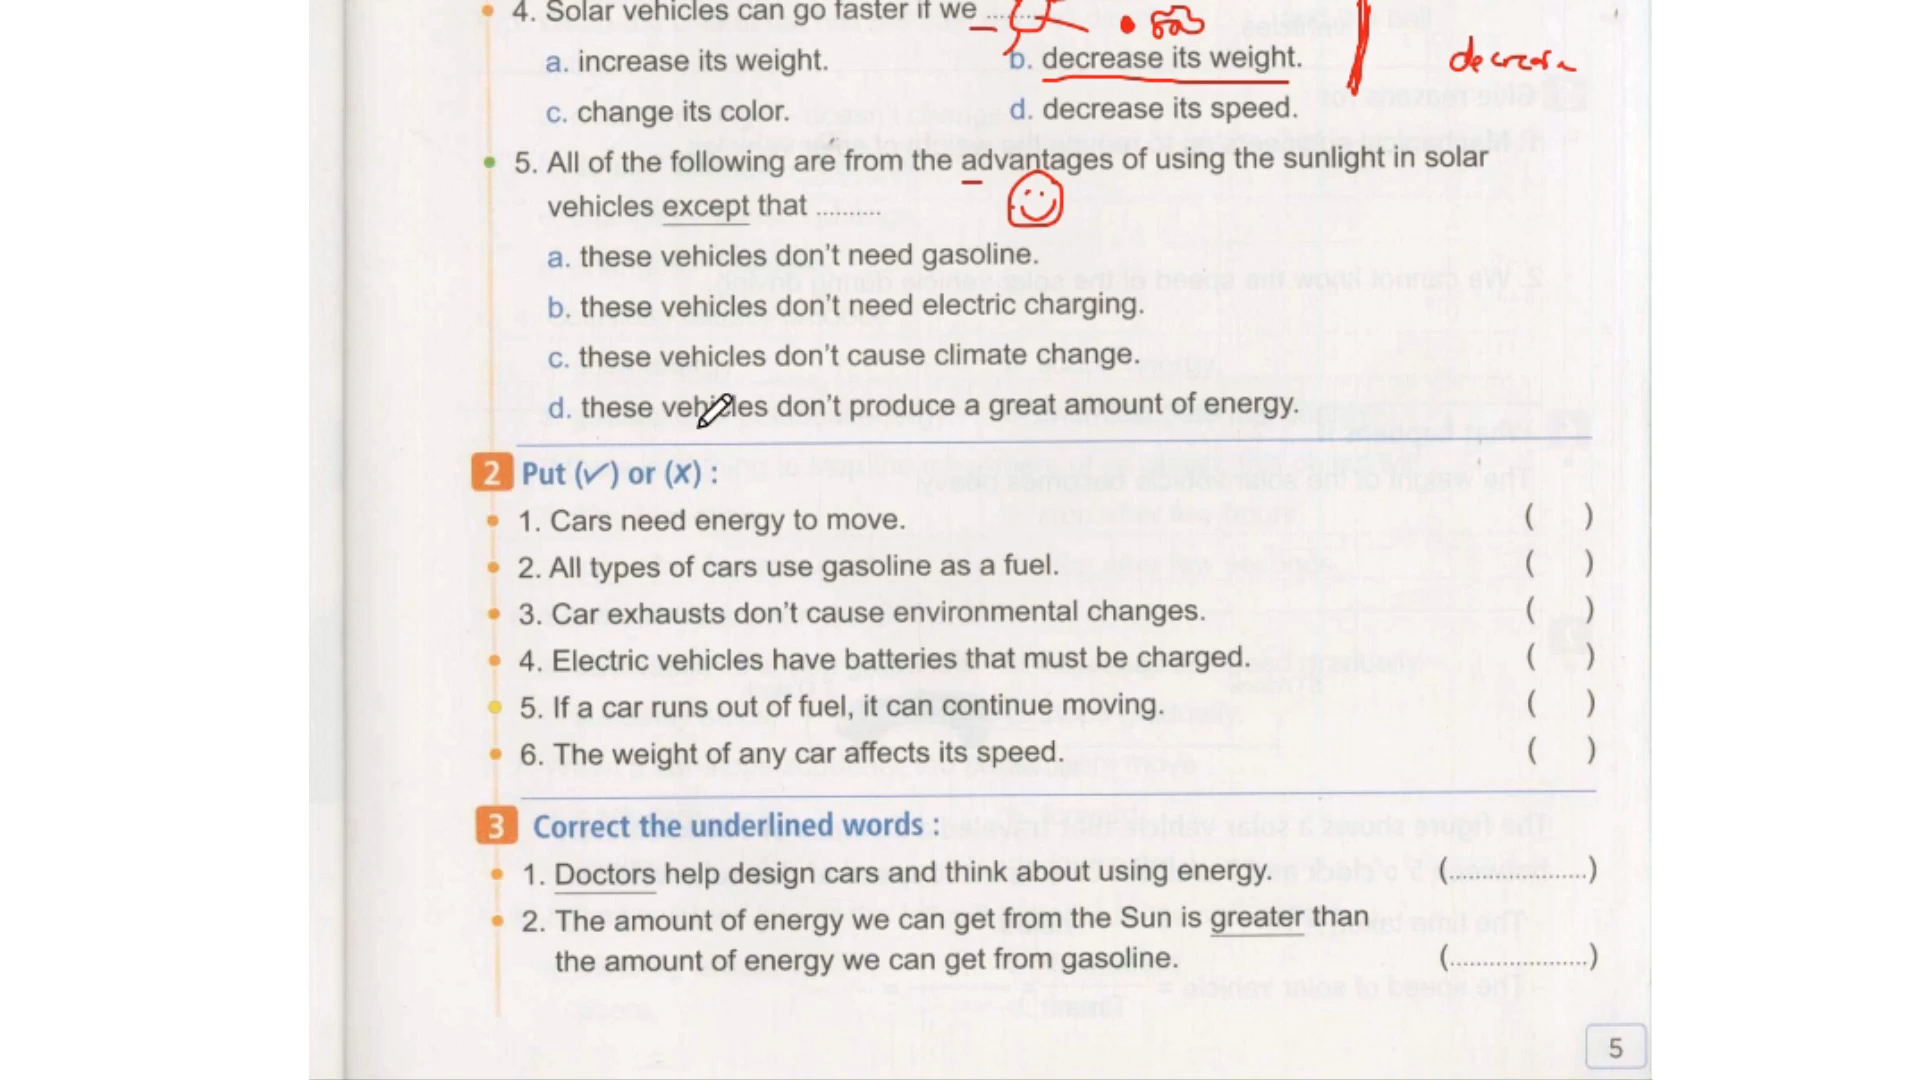 4. Solar vehicles can go faster if we ........
a. increase its weight.
b. decrease its weight.
decrease
c. change its color.
d. decrease its speed.
5. All of the following are from the advantages of using the sunlight in solar
vehicles except that ..........
a. these vehicles don't need gasoline.
b. these vehicles don't need electric charging.
c. these vehicles don't cause climate change.
d. these vehicles don't produce a great amount of energy.
2 Put (✓) or (X) :
1. Cars need energy to move. ( )
2. All types of cars use gasoline as a fuel. ( )
3. Car exhausts don't cause environmental changes. ( )
4. Electric vehicles have batteries that must be charged. ( )
5. If a car runs out of fuel, it can continue moving. ( )
6. The weight of any car affects its speed. ( )
3 Correct the underlined words :
1. Doctors help design cars and think about using energy. (......................)
2. The amount of energy we can get from the Sun is greater than
the amount of energy we can get from gasoline. (......................)
5